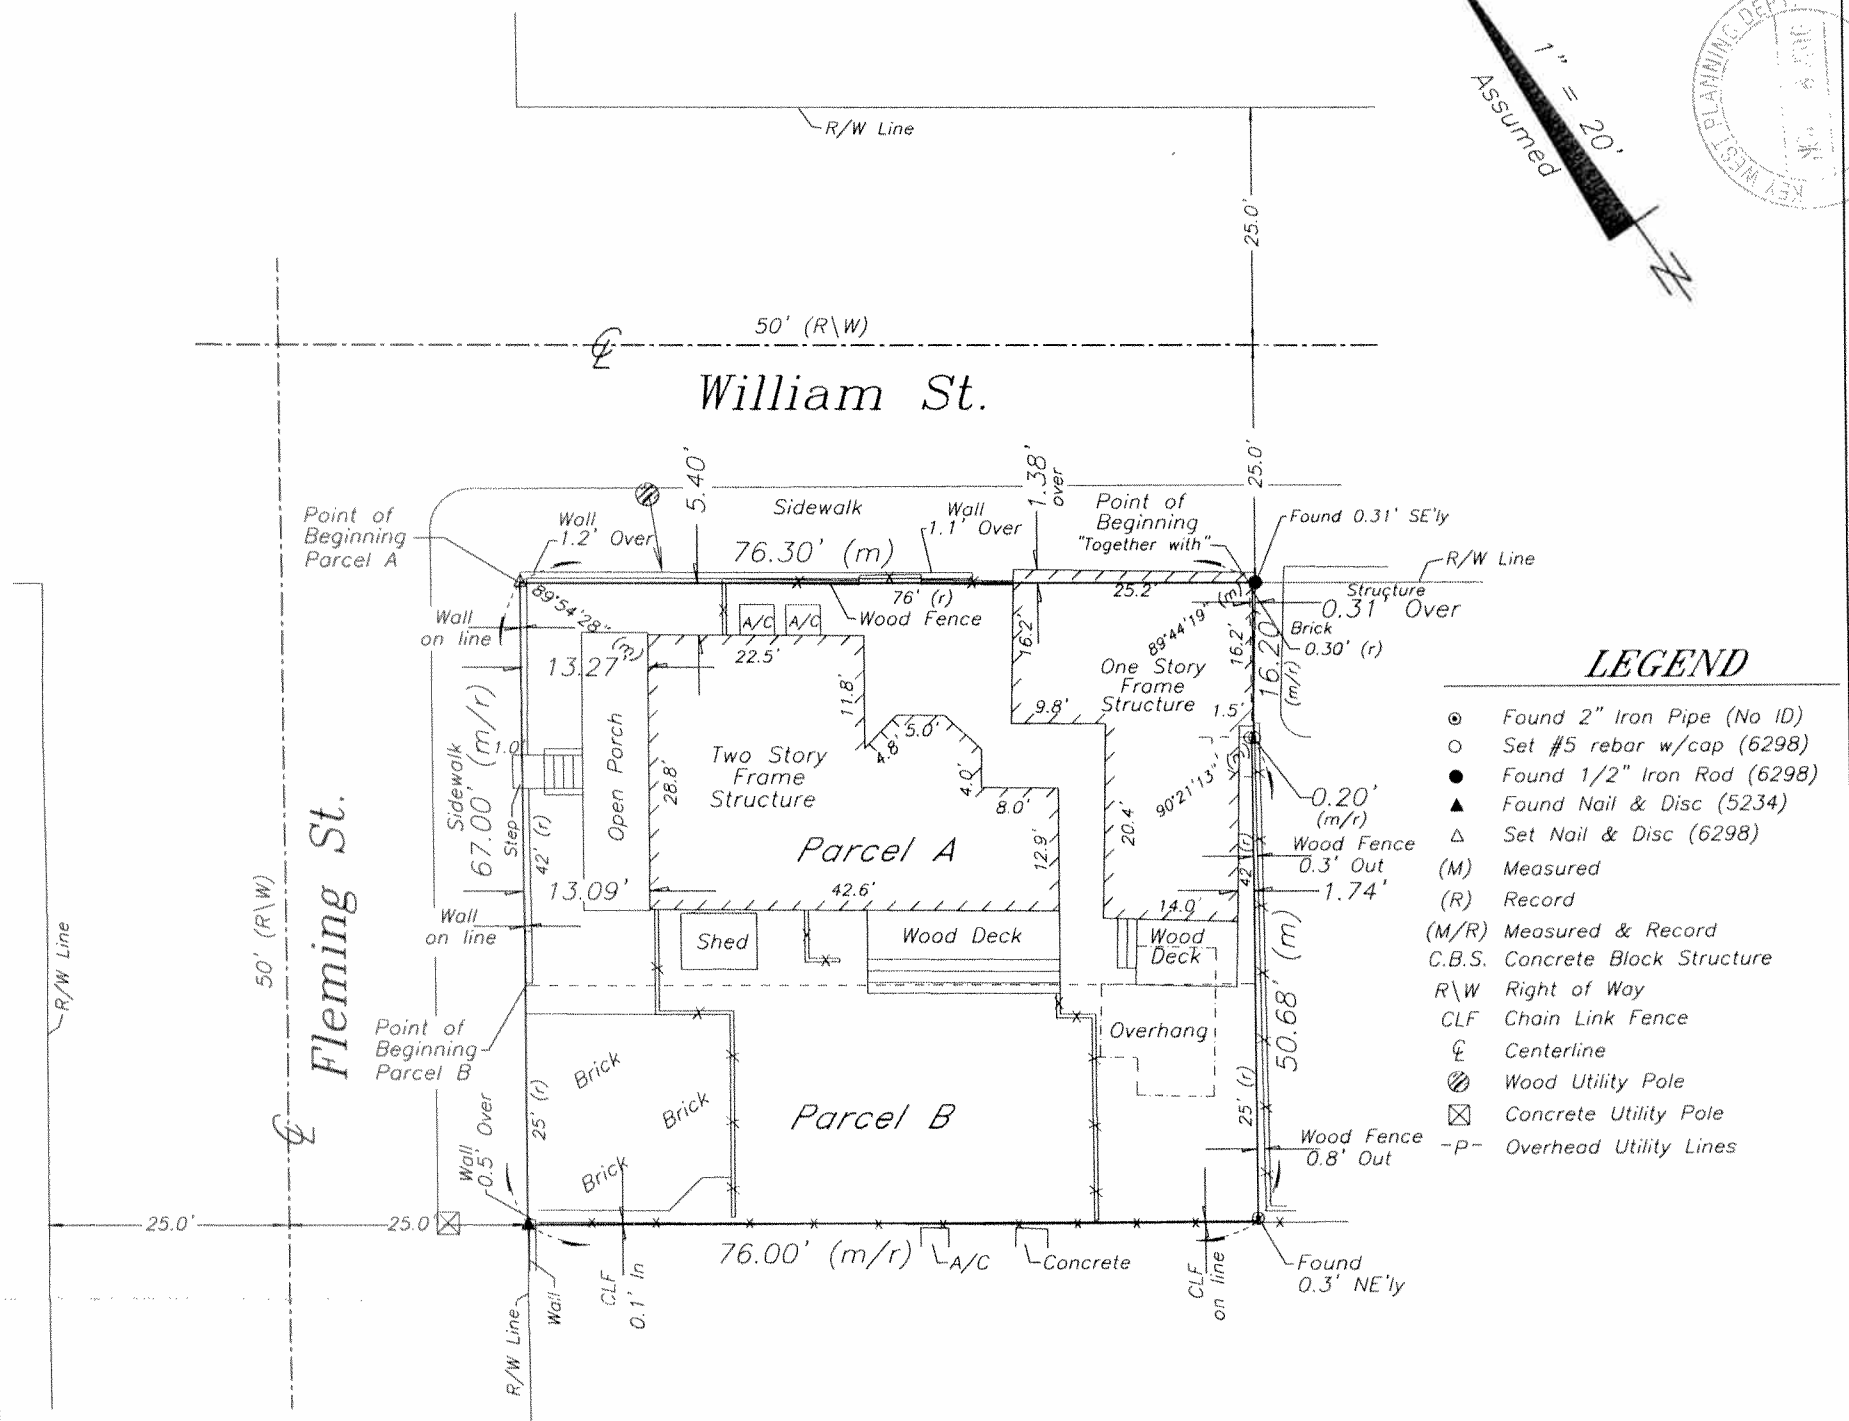 1" = 20'
Assumed
KEY WEST PLANNING DEPT.
R/W Line
25.0'
50' (R\W)
William St.
5.40'
1.38'
over
25.0'
Sidewalk
Wall
1.2' Over
Wall
1.1' Over
Point of
Beginning
"Together with"
Found 0.31' SE'ly
Point of
Beginning
Parcel A
76.30' (m)
R/W Line
76' (r)
Wood Fence
25.2'
Structure
0.31' Over
Brick
0.30' (r)
89°54'28"
(m)
Wall
on line
A/C
A/C
22.5'
16.2'
89°44'19" (m)
16.2'
16.20'
(m/r)
13.27'
One Story
Frame
Structure
11.8'
9.8'
1.5'
5.0'
4.8'
4.0'
8.0'
Sidewalk
67.00' (m/r)
1.0'
Step
42' (r)
Open Porch
28.8'
Two Story
Frame
Structure
Parcel A
12.9'
20.4'
90°21'13"
(m)
0.20'
(m/r)
Wood Fence
0.3' Out
42' (r)
1.74'
13.09'
42.6'
14.0'
Wall
on line
Shed
Wood Deck
Wood
Deck
50' (R\W)
Fleming St.
R/W Line
Point of
Beginning
Parcel B
Overhang
50.68' (m)
Brick
Brick
Brick
Parcel B
25' (r)
25' (r)
Wall
0.5' Over
Wood Fence
0.8' Out
25.0'
25.0'
76.00' (m/r)
A/C
Concrete
Found
0.3' NE'ly
R/W Line
Wall
CLF
0.1' In
CLF
on line
LEGEND
Found 2" Iron Pipe (No ID)
Set #5 rebar w/cap (6298)
Found 1/2" Iron Rod (6298)
Found Nail & Disc (5234)
Set Nail & Disc (6298)
(M) Measured
(R) Record
(M/R) Measured & Record
C.B.S. Concrete Block Structure
R\W Right of Way
CLF Chain Link Fence
℄ Centerline
Wood Utility Pole
Concrete Utility Pole
-P- Overhead Utility Lines